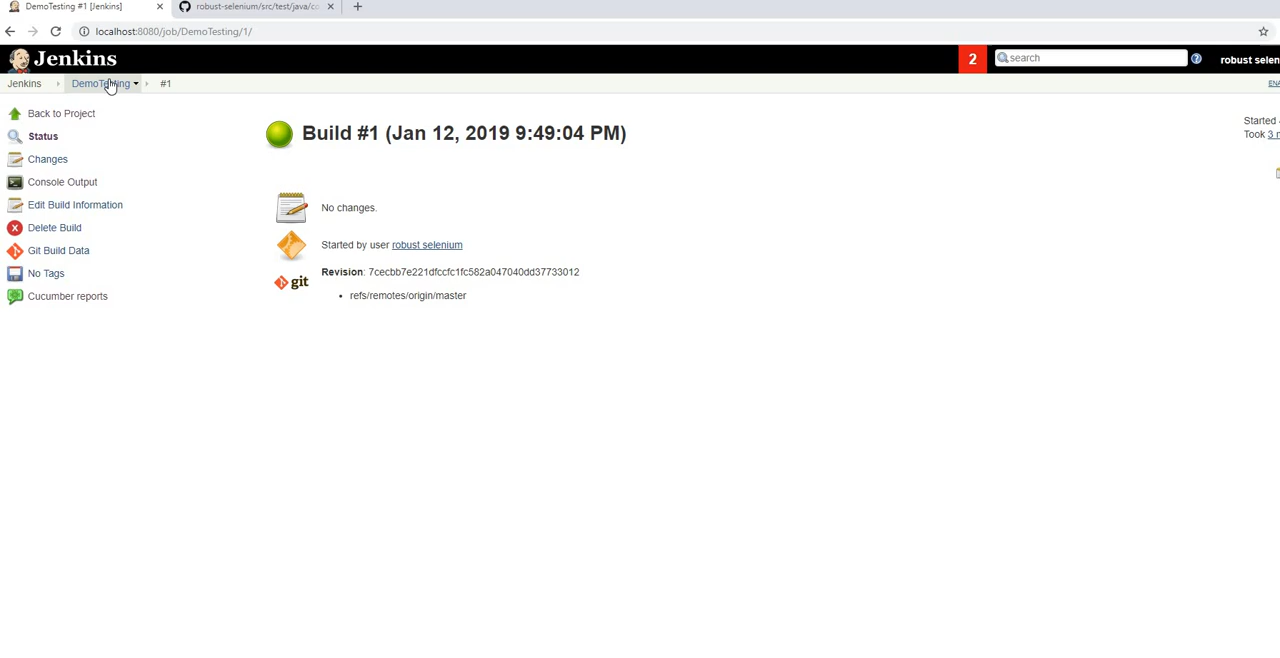 DemoTesting #1 [Jenkins]
robust-selenium/src/test/java/co
localhost:8080/job/DemoTesting/1/
Jenkins
2
search
robust selen
Jenkins
DemoTesting
#1
Back to Project
Status
Changes
Console Output
Edit Build Information
Delete Build
Git Build Data
No Tags
Cucumber reports
Build #1 (Jan 12, 2019 9:49:04 PM)
Started
Took 3
No changes.
Started by user robust selenium
git
Revision: 7cecbb7e221dfccfc1fc582a047040dd37733012
refs/remotes/origin/master